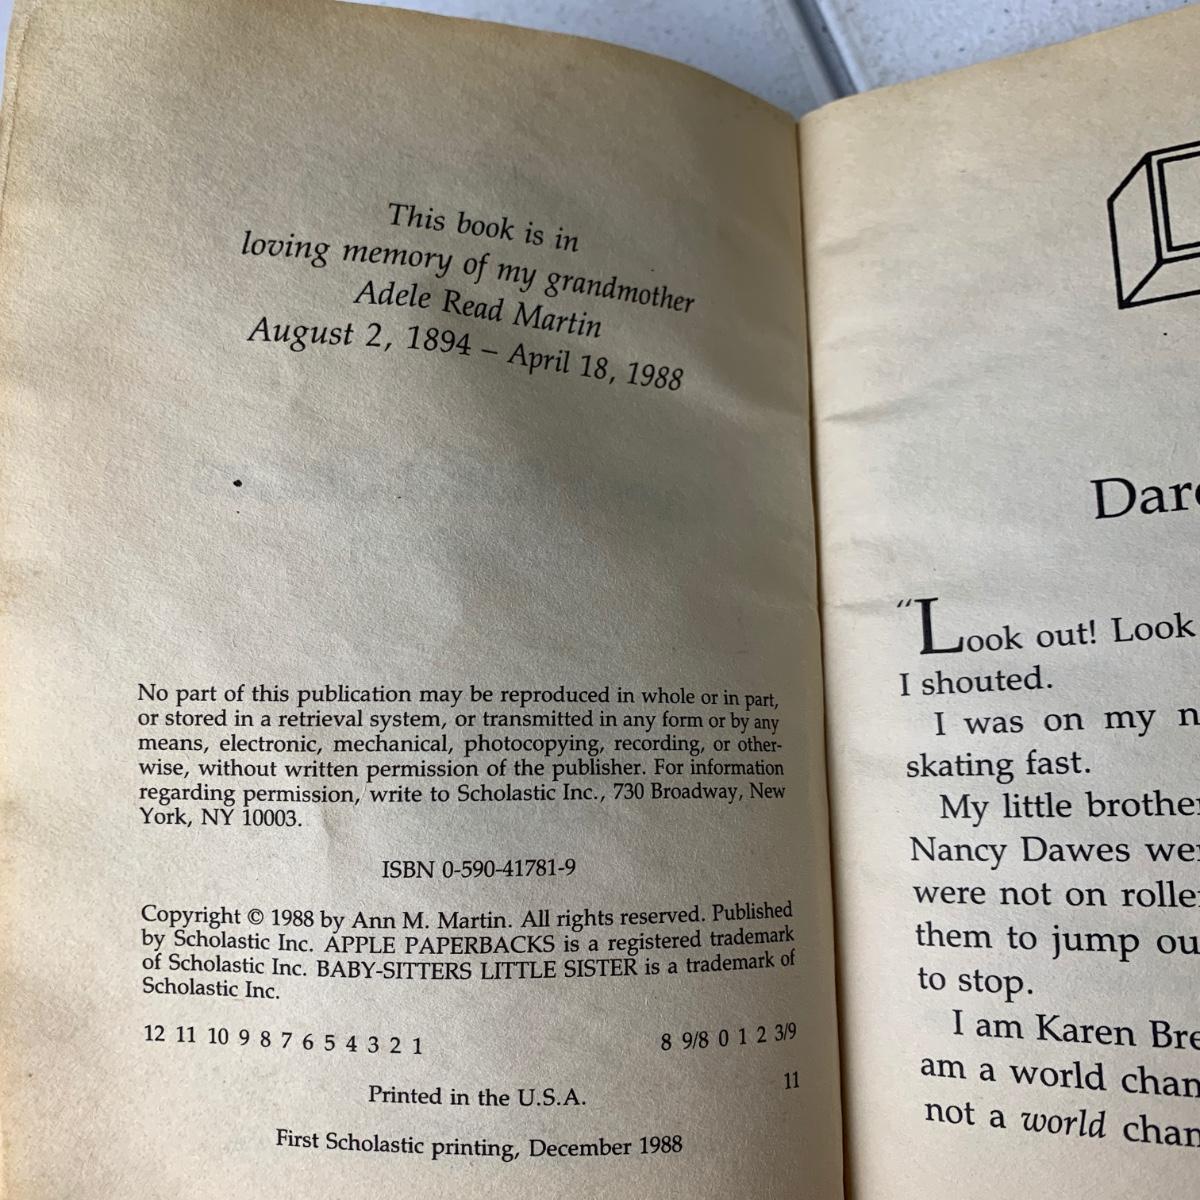 This book is in
loving memory of my grandmother
Adele Read Martin
August 2, 1894 – April 18, 1988
No part of this publication may be reproduced in whole or in part,
or stored in a retrieval system, or transmitted in any form or by any
means, electronic, mechanical, photocopying, recording, or other-
wise, without written permission of the publisher. For information
regarding permission, write to Scholastic Inc., 730 Broadway, New
York, NY 10003.
ISBN 0-590-41781-9
Copyright © 1988 by Ann M. Martin. All rights reserved. Published
by Scholastic Inc. APPLE PAPERBACKS is a registered trademark
of Scholastic Inc. BABY-SITTERS LITTLE SISTER is a trademark of
Scholastic Inc.
12 11 10 9 8 7 6 5 4 3 2 1 8 9/8 0 1 2 3/9
11
Printed in the U.S.A.
First Scholastic printing, December 1988
“Look out! Look
I shouted.
I was on my
skating fast.
My little
Nancy Dawes
were not on
them to jump
to stop.
I am Karen
am a world
not a world